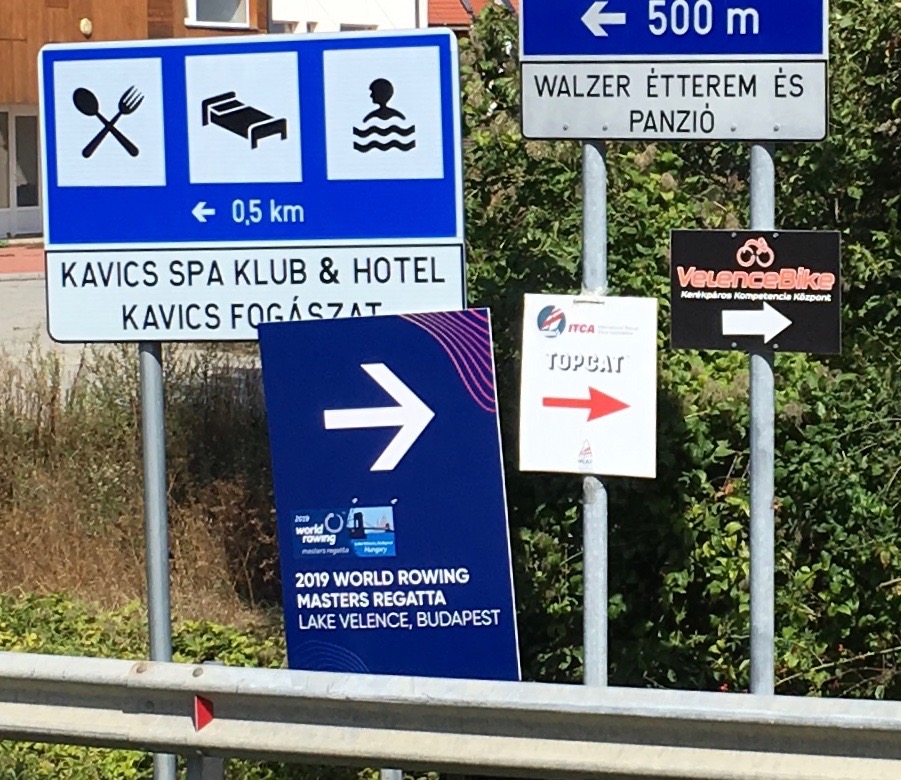 500 m
WALZER ÉTTEREM ÉS
PANZIÓ
0,5 km
KAVICS SPA KLUB & HOTEL
KAVICS FOGÁSZAT
VelenceBike
Kerékpáros Kompetencia Központ
ITCA
TOPCAT
2019
world
rowing
masters regatta
Hungary
2019 WORLD ROWING
MASTERS REGATTA
LAKE VELENCE, BUDAPEST